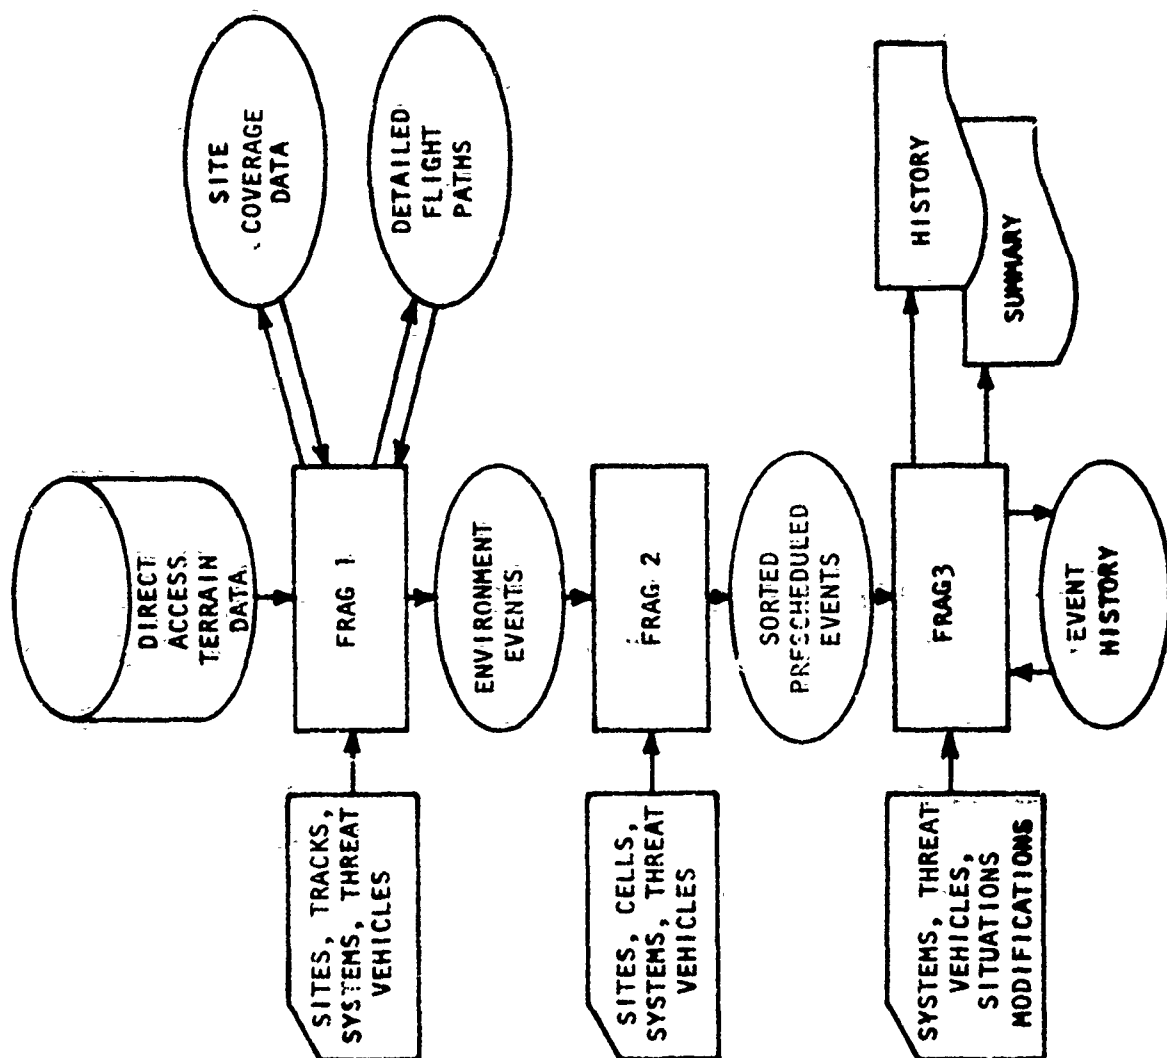 DIRECT
ACCESS
TERRAIN
DATA
SITE
COVERAGE
DATA
DETAILED
FLIGHT
PATHS
SITES, TRACKS,
SYSTEMS, THREAT
VEHICLES
FRAG 1
ENVIRONMENT
EVENTS
SITES, CELLS,
SYSTEMS, THREAT
VEHICLES
FRAG 2
SORTED
PRESCHEDULED
EVENTS
SYSTEMS, THREAT
VEHICLES,
SITUATIONS
MODIFICATIONS
FRAG3
HISTORY
SUMMARY
EVENT
HISTORY